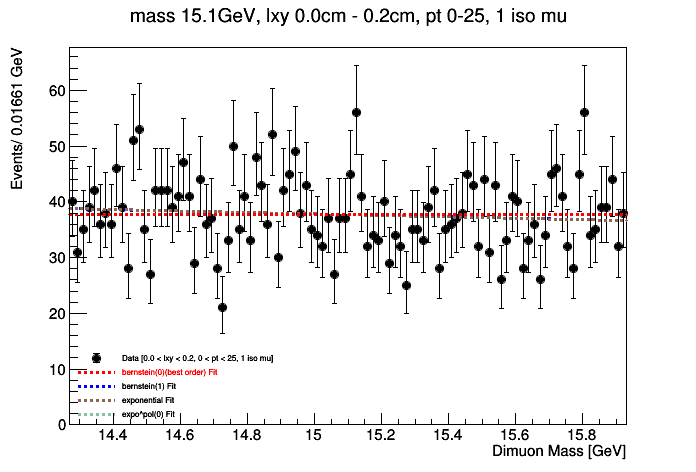 mass 15.1GeV, lxy 0.0cm - 0.2cm, pt 0-25, 1 iso mu
Events/ 0.01661 GeV
60
50
40
30
20
10
0
Data [0.0 < lxy < 0.2, 0 < pt < 25, 1 iso mu]
bernstein(0)(best order) Fit
bernstein(1) Fit
exponential Fit
expo*pol(0) Fit
14.4 14.6 14.8 15 15.2 15.4 15.6 15.8
Dimuon Mass [GeV]